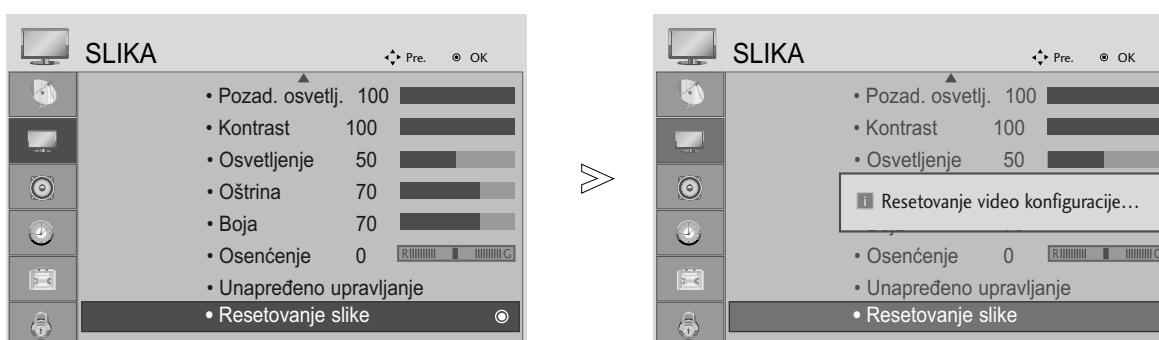 SLIKA Pre. OK
• Pozad. osvetlj. 100
• Kontrast 100
• Osvetljenje 50
• Oštrina 70
• Boja 70
• Osenćenje 0 R G
• Unapređeno upravljanje
• Resetovanje slike
SLIKA Pre. OK
• Pozad. osvetlj. 100
• Kontrast 100
• Osvetljenje 50
i Resetovanje video konfiguracije...
• Osenćenje 0 R G
• Unapređeno upravljanje
• Resetovanje slike